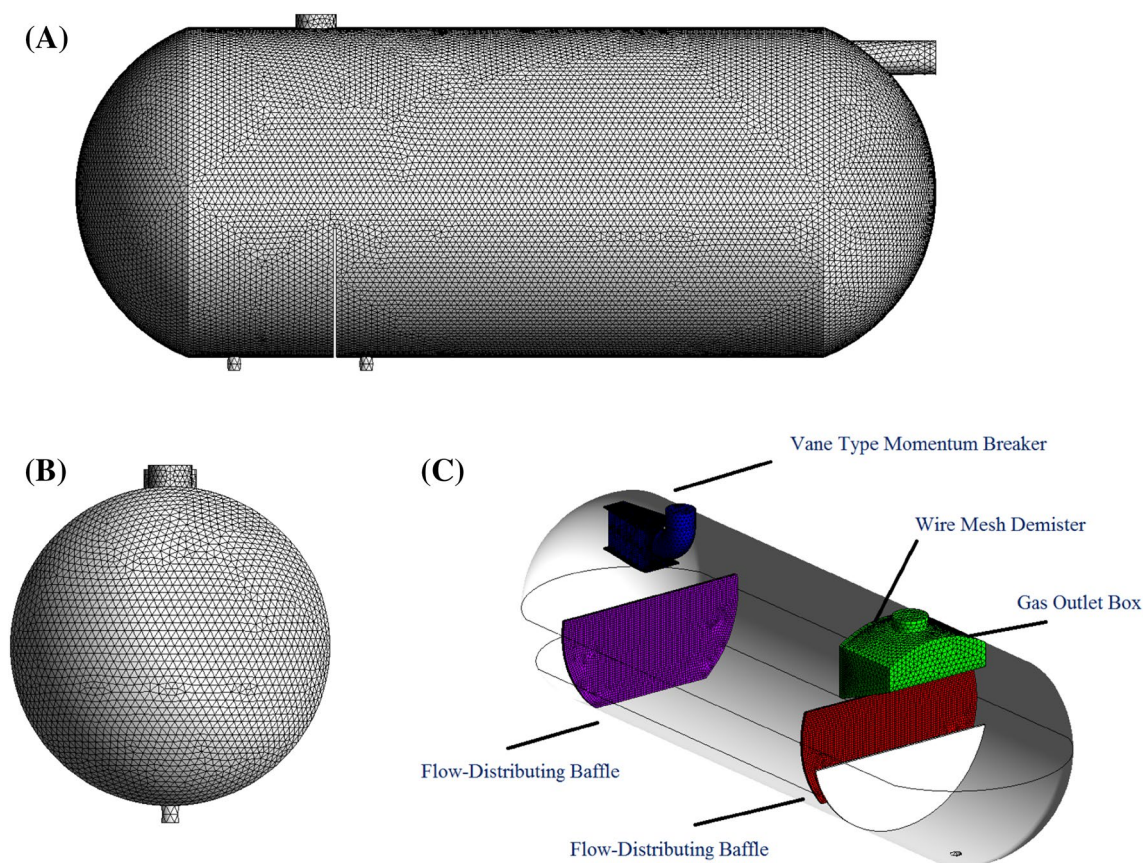 (A)
(B)
(C)
Vane Type Momentum Breaker
Wire Mesh Demister
Gas Outlet Box
Flow-Distributing Baffle
Flow-Distributing Baffle